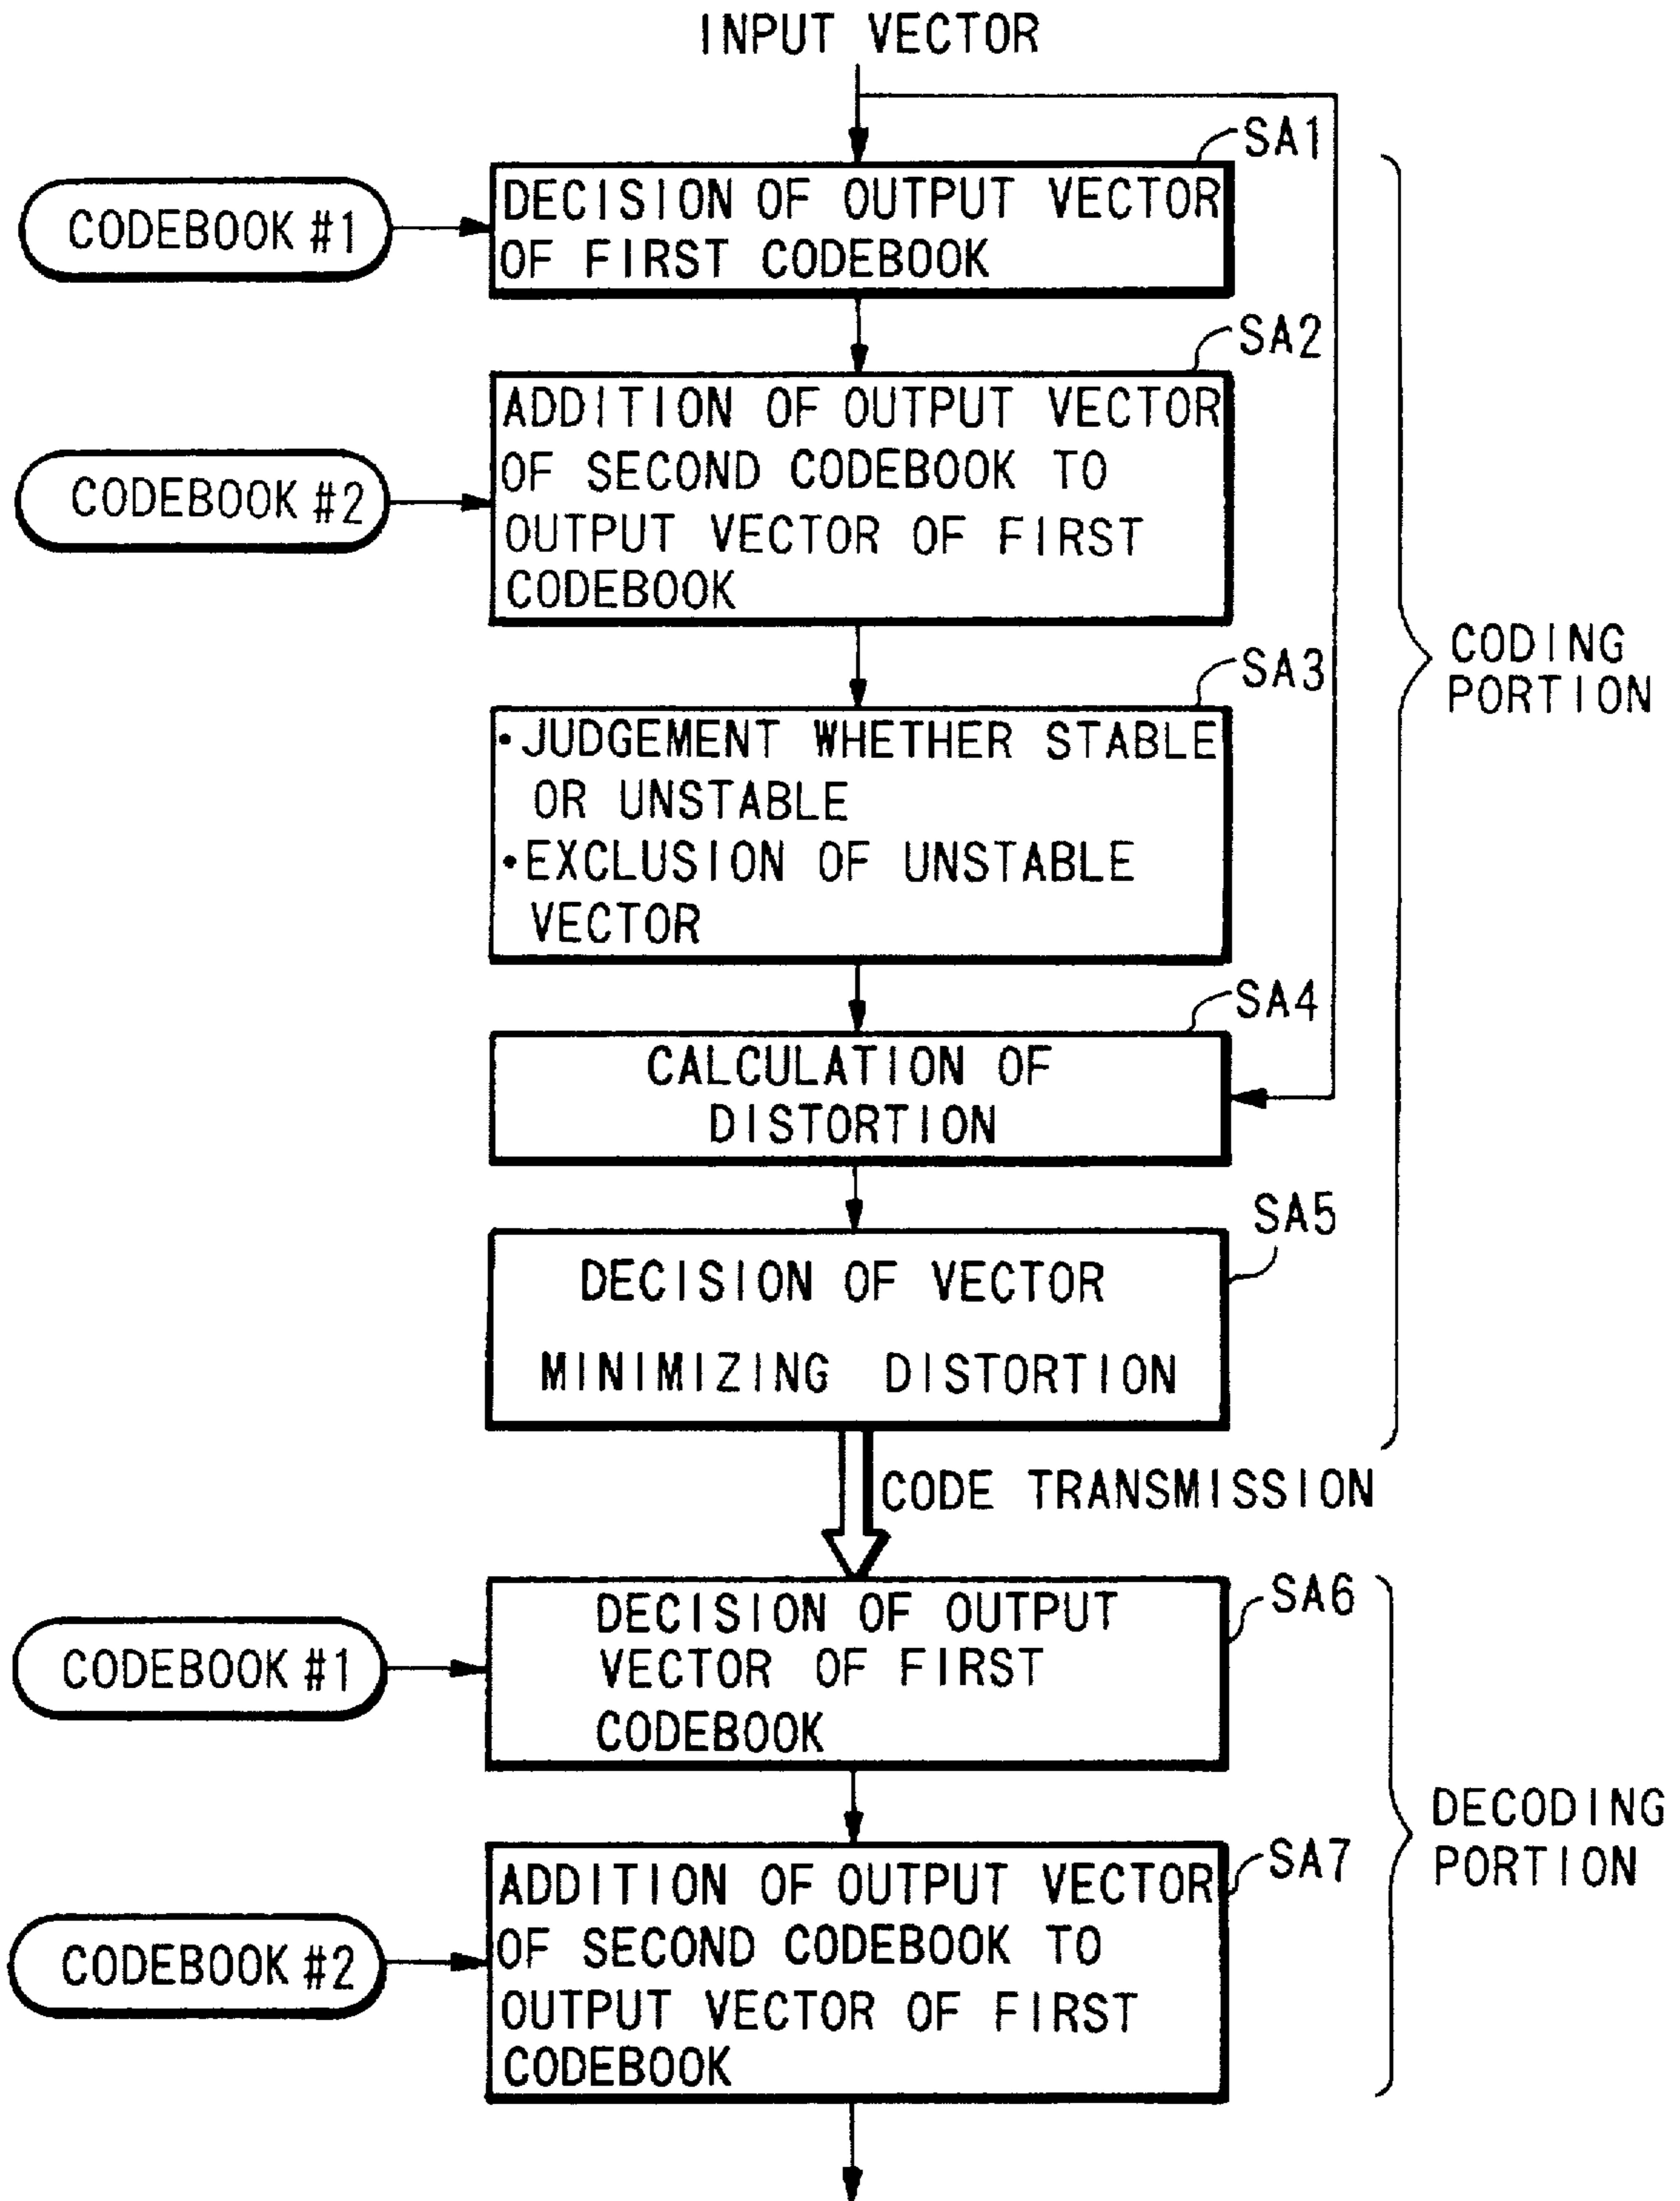 INPUT VECTOR
SA1
CODEBOOK #1
DECISION OF OUTPUT VECTOR
OF FIRST CODEBOOK
SA2
CODEBOOK #2
ADDITION OF OUTPUT VECTOR
OF SECOND CODEBOOK TO
OUTPUT VECTOR OF FIRST
CODEBOOK
CODING
PORTION
SA3
•JUDGEMENT WHETHER STABLE
OR UNSTABLE
•EXCLUSION OF UNSTABLE
VECTOR
SA4
CALCULATION OF
DISTORTION
SA5
DECISION OF VECTOR
MINIMIZING DISTORTION
CODE TRANSMISSION
SA6
CODEBOOK #1
DECISION OF OUTPUT
VECTOR OF FIRST
CODEBOOK
DECODING
PORTION
SA7
CODEBOOK #2
ADDITION OF OUTPUT VECTOR
OF SECOND CODEBOOK TO
OUTPUT VECTOR OF FIRST
CODEBOOK